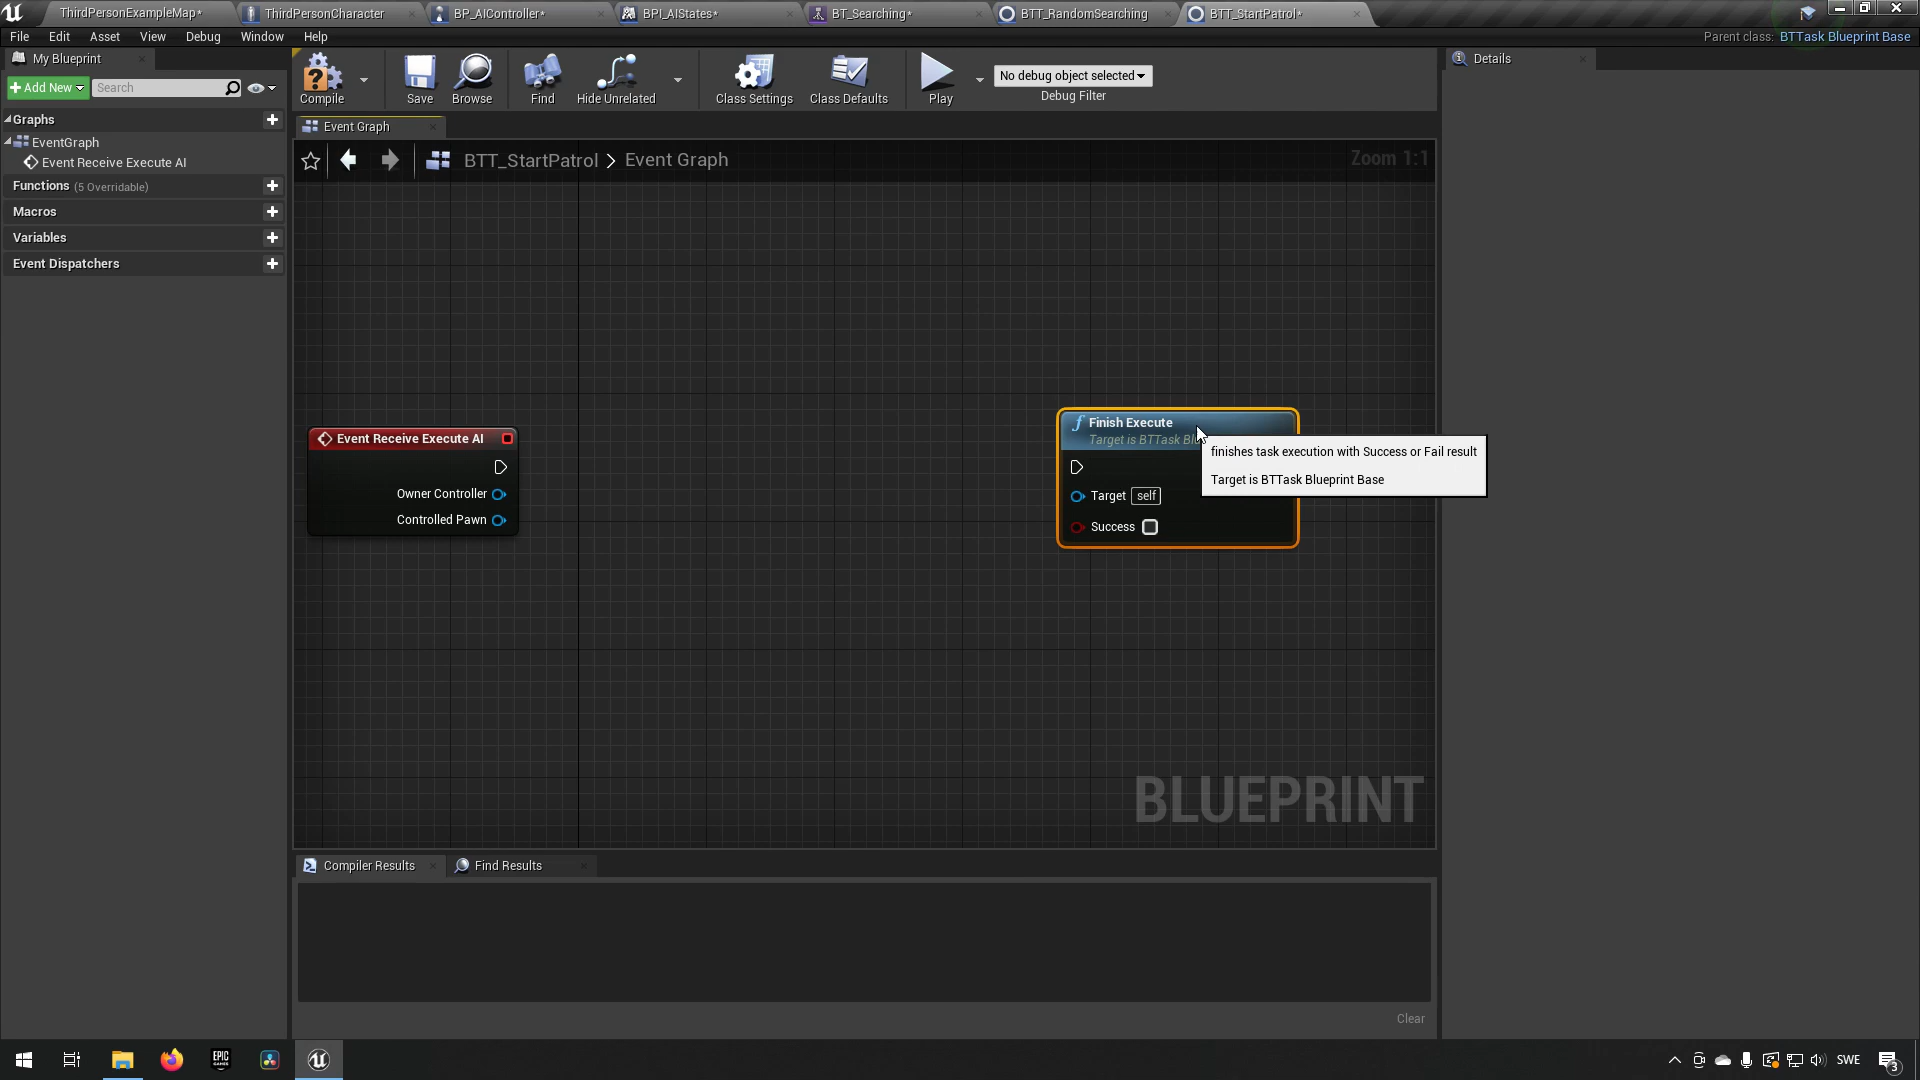 ThirdPersonExampleMap*
ThirdPersonCharacter
BP_AIController*
BPI_AIStates*
BT_Searching*
BTT_RandomSearching
BTT_StartPatrol*
File
Edit
Asset
View
Debug
Window
Help
Parent class: BTTask Blueprint Base
My Blueprint
Add New
Search
Graphs
EventGraph
Event Receive Execute AI
Functions (5 Overridable)
Macros
Variables
Event Dispatchers
Compile
Save
Browse
Find
Hide Unrelated
Class Settings
Class Defaults
Play
No debug object selected
Debug Filter
Details
Event Graph
BTT_StartPatrol > Event Graph
Zoom 1:1
Event Receive Execute AI
Owner Controller
Controlled Pawn
f Finish Execute
Target is BTTask Bl
Target self
Success
finishes task execution with Success or Fail result
Target is BTTask Blueprint Base
BLUEPRINT
Compiler Results
Find Results
Clear
EPIC
GAMES
SWE
3